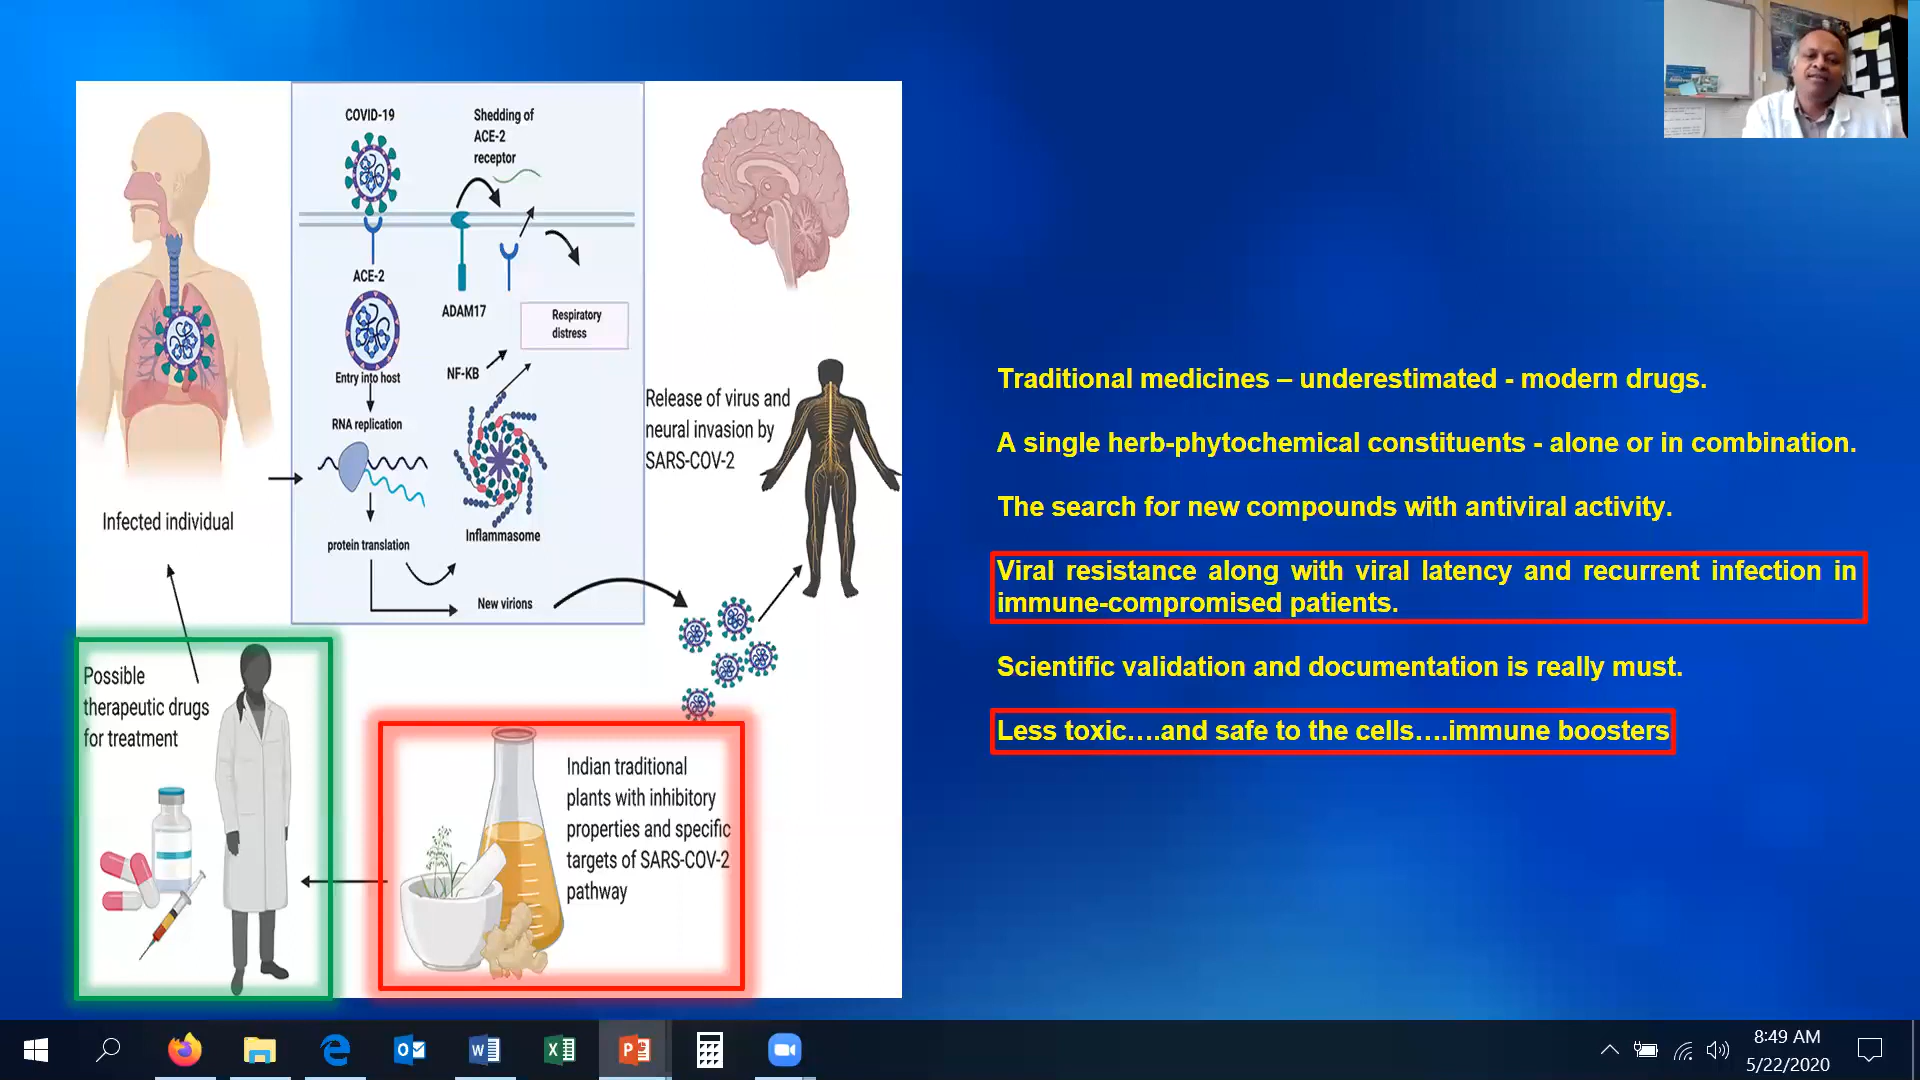 COVID-19
Shedding of
ACE-2
receptor
ACE-2
ADAM17
Respiratory
distress
Entry into host
NF-KB
RNA replication
Inflammasome
protein translation
New virions
Infected individual
Release of virus and
neural invasion by
SARS-COV-2
Possible
therapeutic drugs
for treatment
Indian traditional
plants with inhibitory
properties and specific
targets of SARS-COV-2
pathway
Traditional medicines – underestimated - modern drugs.
A single herb-phytochemical constituents - alone or in combination.
The search for new compounds with antiviral activity.
Viral resistance along with viral latency and recurrent infection in
immune-compromised patients.
Scientific validation and documentation is really must.
Less toxic….and safe to the cells….immune boosters
8:49 AM
5/22/2020